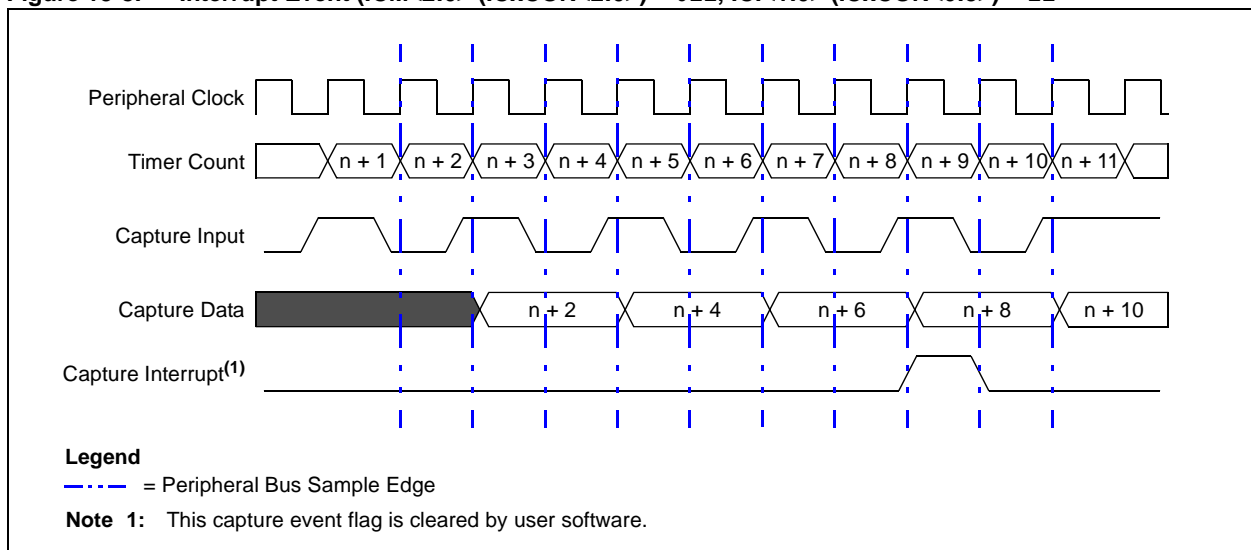 Peripheral Clock
Timer Count
n + 1 n + 2 n + 3 n + 4 n + 5 n + 6 n + 7 n + 8 n + 9 n + 10 n + 11
Capture Input
Capture Data
n + 2 n + 4 n + 6 n + 8 n + 10
Capture Interrupt(1)
Legend
= Peripheral Bus Sample Edge
Note 1: This capture event flag is cleared by user software.